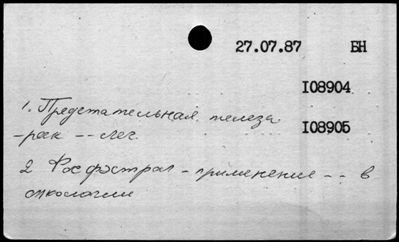 27.07.87 БН
I08904
1. Предстательная железа
I08905
-рак -- лег.
2 Фосфэстрол - применение -- в
онкологии